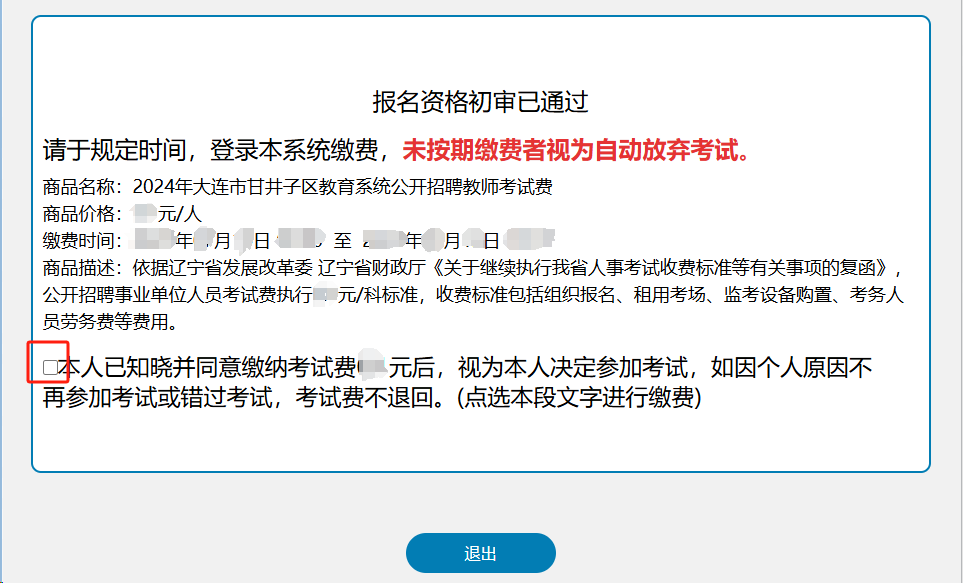 报名资格初审已通过
请于规定时间，登录本系统缴费，未按期缴费者视为自动放弃考试。
商品名称：2024年大连市甘井子区教育系统公开招聘教师考试费
商品价格：元/人
缴费时间：年月日 至 年月日
商品描述：依据辽宁省发展改革委 辽宁省财政厅《关于继续执行我省人事考试收费标准等有关事项的复函》，
公开招聘事业单位人员考试费执行元/科标准，收费标准包括组织报名、租用考场、监考设备购置、考务人
员劳务费等费用。
本人已知晓并同意缴纳考试费元后，视为本人决定参加考试，如因个人原因不
再参加考试或错过考试，考试费不退回。(点选本段文字进行缴费)
退出